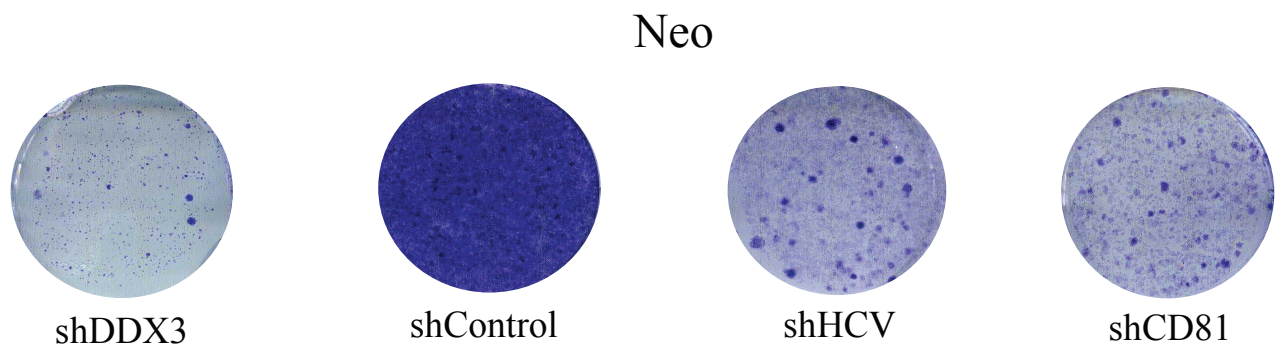 Neo
shDDX3
shControl
shHCV
shCD81